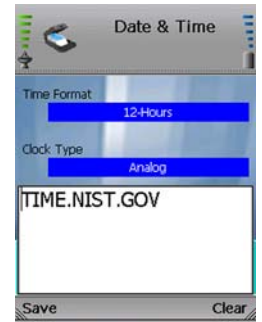 Date & Time
Time Format
12-Hours
Clock Type
Analog
TIME.NIST.GOV
Save Clear